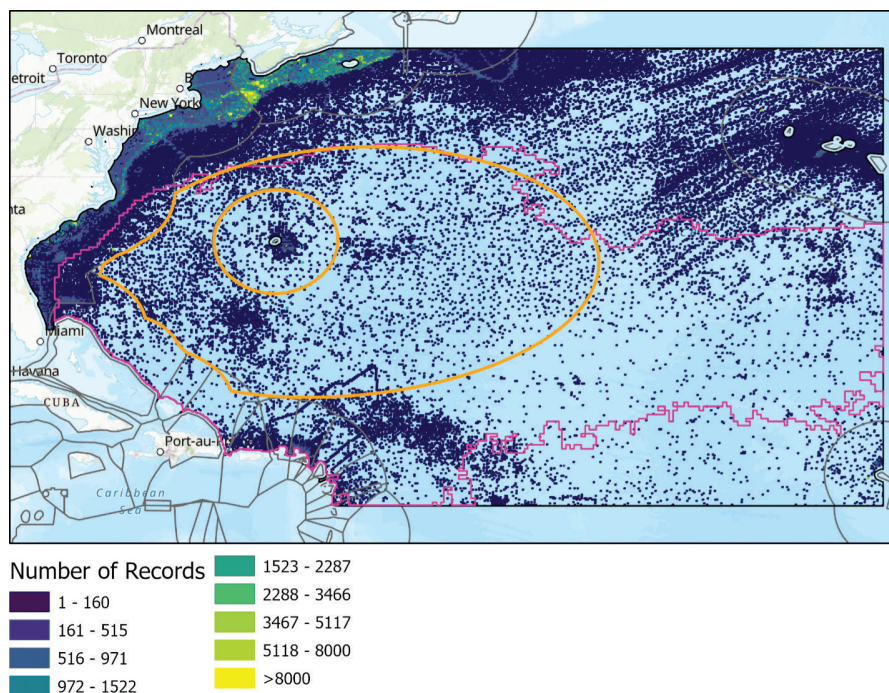 Montreal
Toronto
etroit
B
New York
Washin
nta
Miami
Havana
CUBA
Port-au-P
Caribbean
Sea
Number of Records
1 - 160
161 - 515
516 - 971
972 - 1522
1523 - 2287
2288 - 3466
3467 - 5117
5118 - 8000
>8000